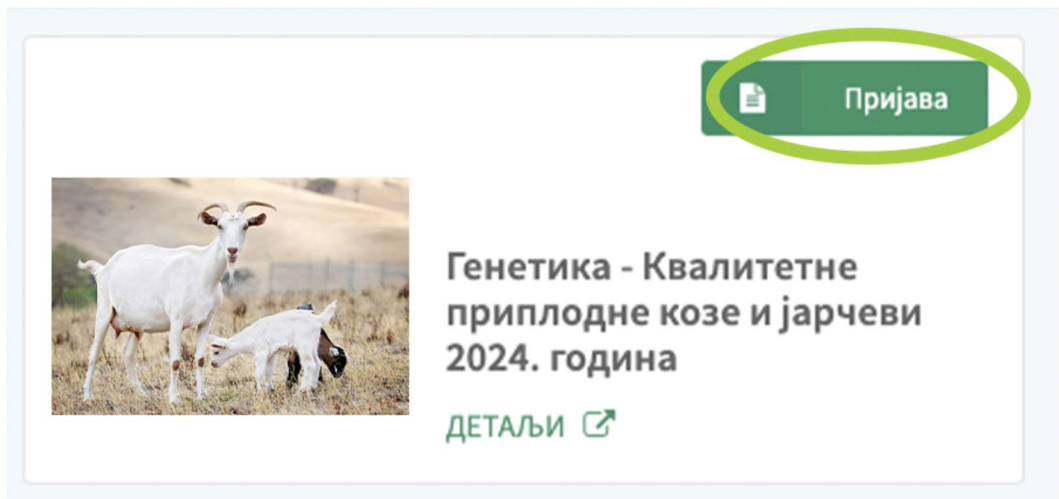 Пријава
Генетика - Квалитетне
приплодне козе и јарчеви
2024. година
ДЕТАЉИ